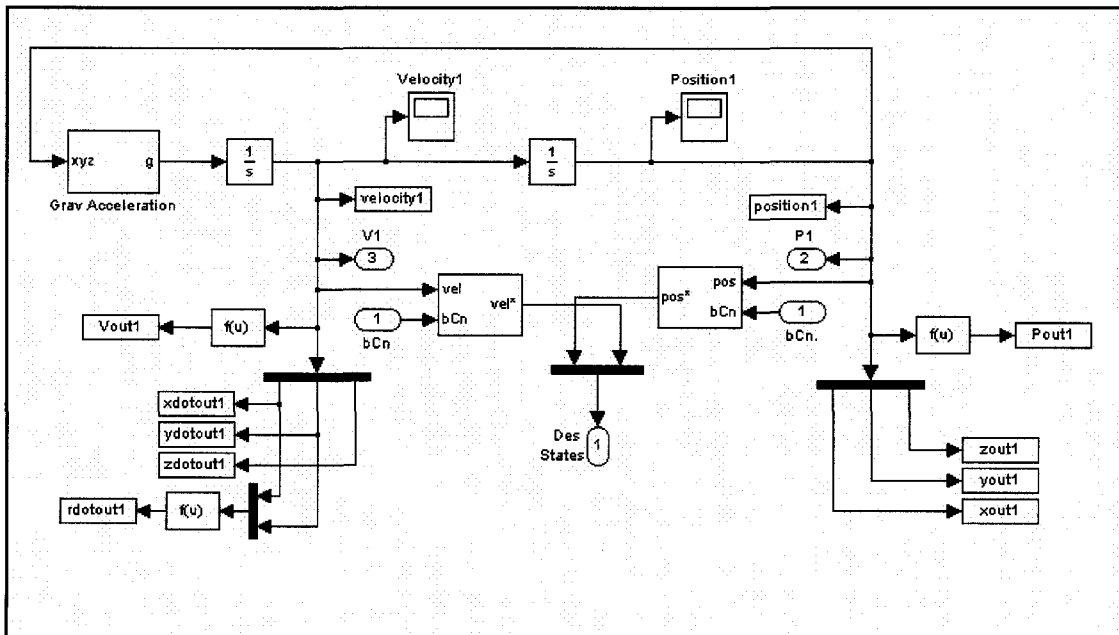 Velocity1
Position1
xyz
g
1
s
1
s
Grav Acceleration
velocity1
position1
V1
3
P1
2
vel
vel*
bCn
pos
pos*
bCn
1
bCn
1
bCn.
Vout1
f(u)
f(u)
Pout1
xdotout1
ydotout1
zdotout1
rdotout1
f(u)
Des
States
1
zout1
yout1
xout1